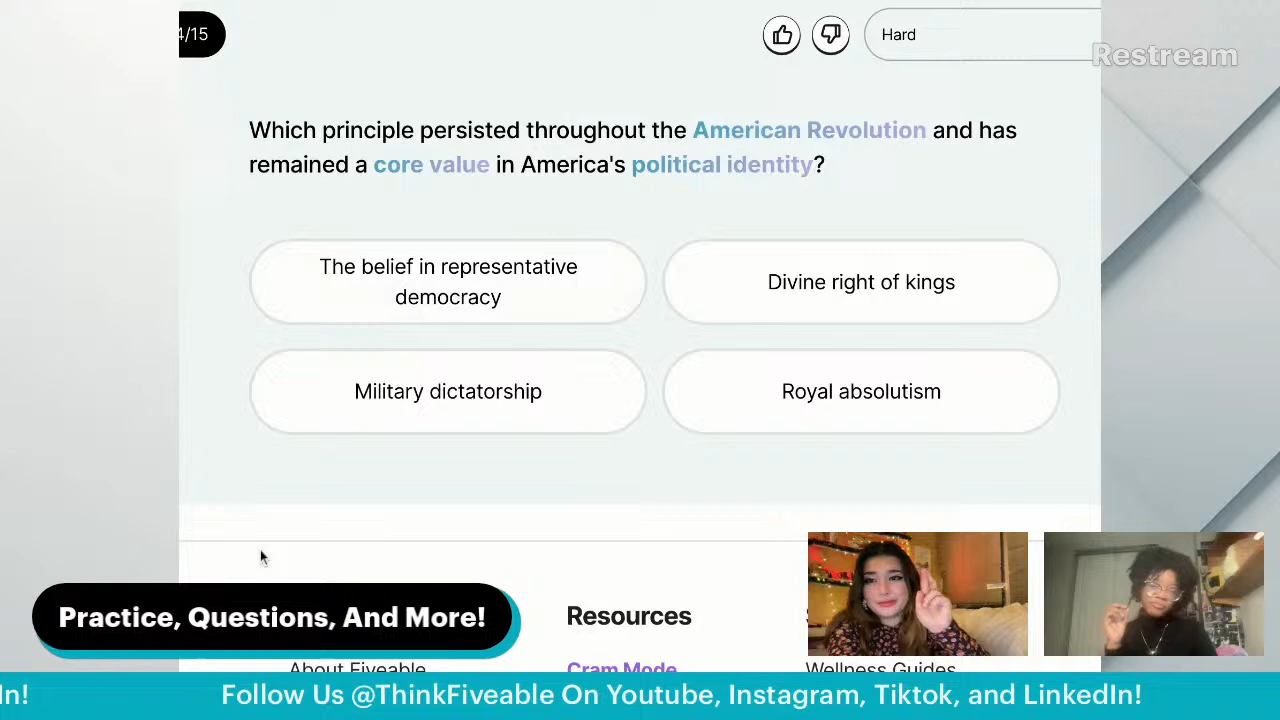 4/15
Hard
Restream
Which principle persisted throughout the American Revolution and has
remained a core value in America's political identity?
The belief in representative
democracy
Divine right of kings
Military dictatorship
Royal absolutism
Practice, Questions, And More!
Resources
About Fiveable
Cram Mode
Wellness Guides
In!
Follow Us @ThinkFiveable On Youtube, Instagram, Tiktok, and LinkedIn!